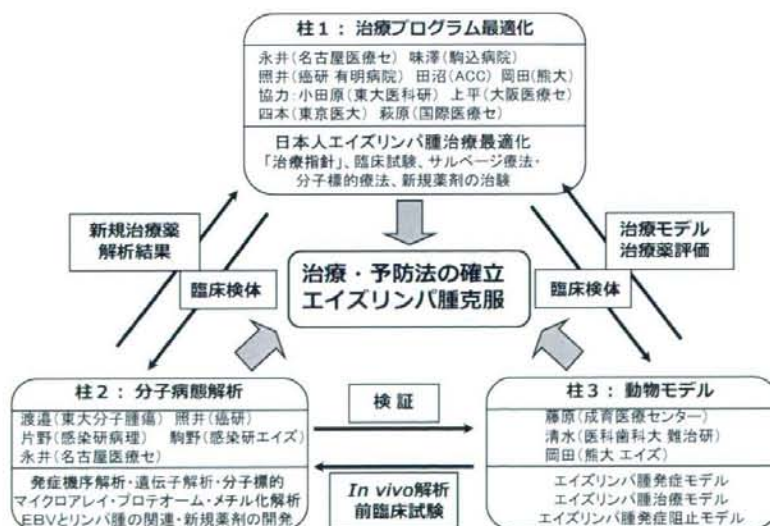 柱1：治療プログラム最適化
永井(名古屋医療セ) 味澤(駒込病院)
照井(癌研 有明病院) 田沼(ACC) 岡田(熊大)
協力:小田原(東大医科研) 上平(大阪医療セ)
四本(東京医大) 萩原(国際医療セ)
日本人エイズリンパ腫治療最適化
「治療指針」、臨床試験、サルベージ療法・
分子標的療法、新規薬剤の治験
新規治療薬
解析結果
臨床検体
治療・予防法の確立
エイズリンパ腫克服
治療モデル
治療薬評価
臨床検体
柱2：分子病態解析
渡邉(東大分子腫瘍) 照井(癌研)
片野(感染研病理) 駒野(感染研エイズ)
永井(名古屋医療セ)
発症機序解析・遺伝子解析・分子標的
マイクロアレイ・プロテオーム・メチル化解析
EBVとリンパ腫の関連・新規薬剤の開発
検証
In vivo解析
前臨床試験
柱3：動物モデル
藤原(成育医療センター)
清水(医科歯科大 難治研)
岡田(熊大 エイズ)
エイズリンパ腫発症モデル
エイズリンパ腫治療モデル
エイズリンパ腫発症阻止モデル